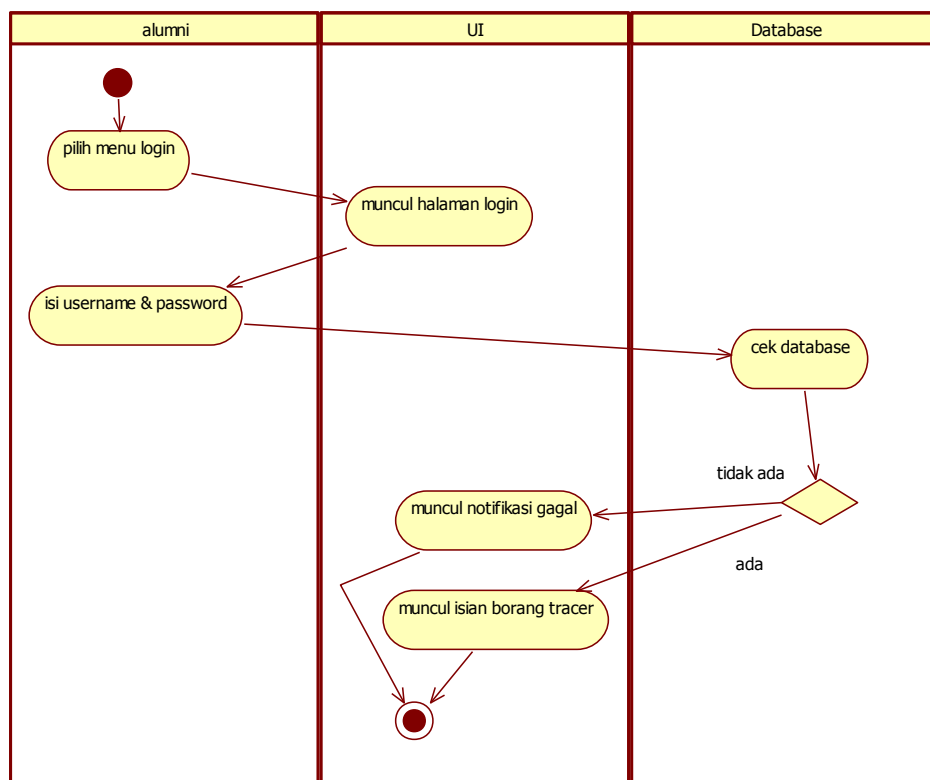 alumni
UI
Database
pilih menu login
muncul halaman login
isi username & password
cek database
tidak ada
muncul notifikasi gagal
ada
muncul isian borang tracer